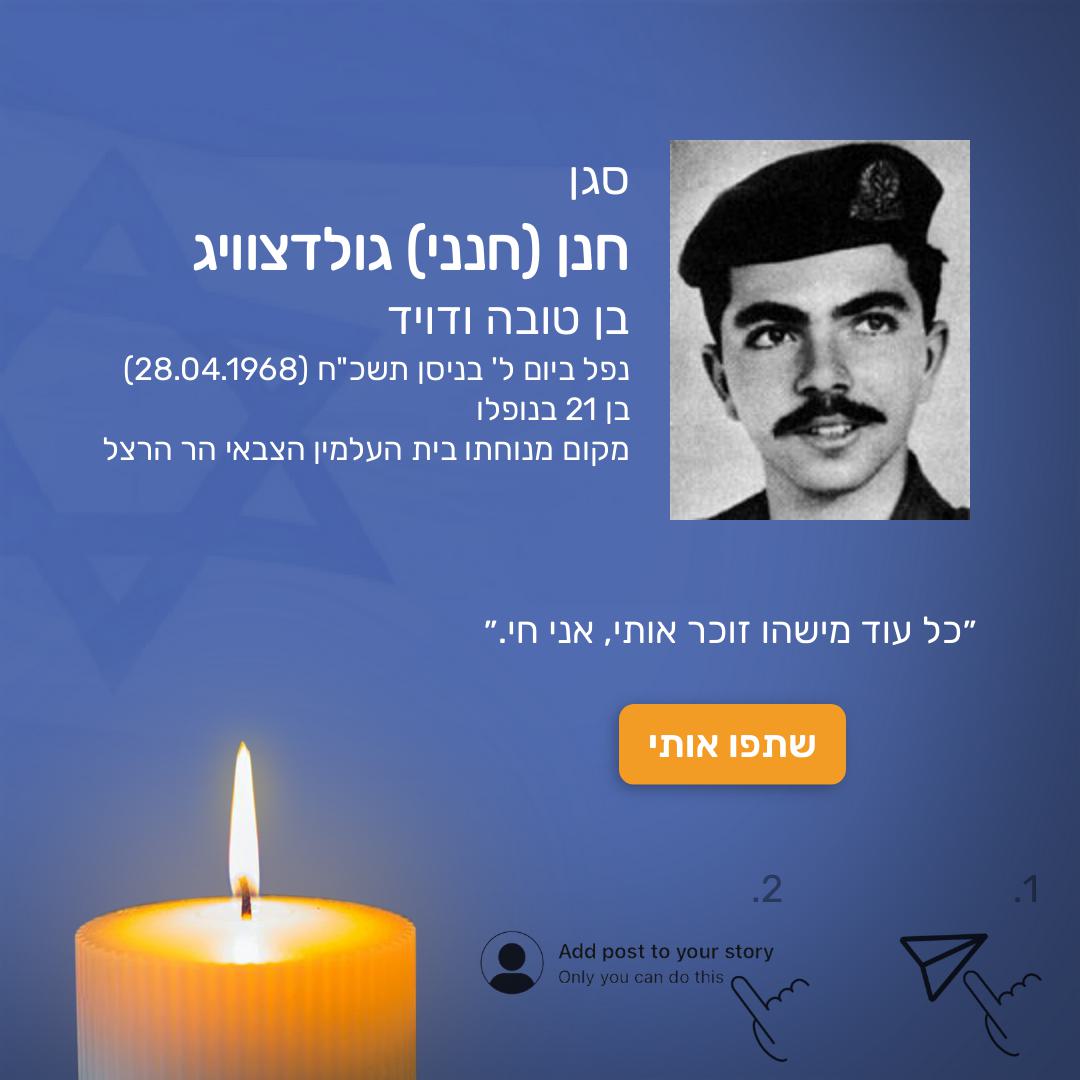 סגן
חנן (חנני) גולדצוויג
בן טובה ודויד
נפל ביום ל' בניסן תשכ"ח (28.04.1968)
בן 21 בנופלו
מקום מנוחתו בית העלמין הצבאי הר הרצל
״כל עוד מישהו זוכר אותי, אני חי.״
שתפו אותי
1.
2.
Add post to your story
Only you can do this